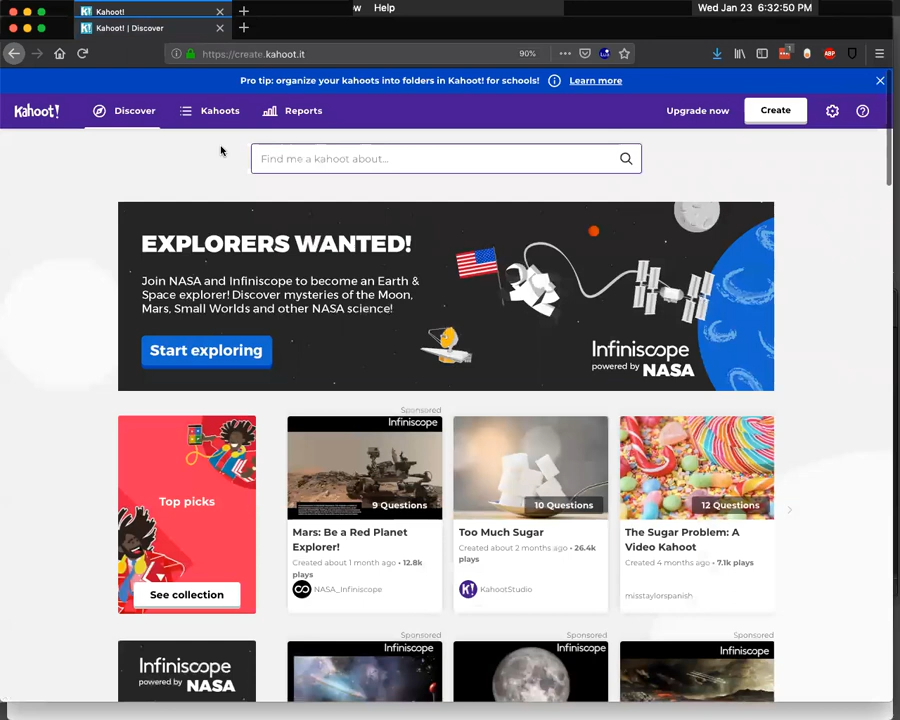 w Help Wed Jan 23 6:32:50 PM
Kahoot!
Kahoot! | Discover
https://create.kahoot.it 90% 1 ABP
Pro tip: organize your kahoots into folders in Kahoot! for schools! Learn more
Kahoot! Discover Kahoots Reports Upgrade now Create
Find me a kahoot about...
EXPLORERS WANTED!
Join NASA and Infiniscope to become an Earth &
Space explorer! Discover mysteries of the Moon,
Mars, Small Worlds and other NASA science!
Start exploring
Infiniscope
powered by NASA
Top picks
See collection
Sponsored
Infiniscope
9 Questions
Mars: Be a Red Planet
Explorer!
Created about 1 month ago • 12.8k
plays
NASA_Infiniscope
10 Questions
Too Much Sugar
Created about 2 months ago • 26.4k
plays
K! KahootStudio
12 Questions
The Sugar Problem: A
Video Kahoot
Created 4 months ago • 7.1k plays
misstaylorspanish
Infiniscope
powered by NASA
Sponsored
Infiniscope
Sponsored
Infiniscope
Sponsored
Infiniscope